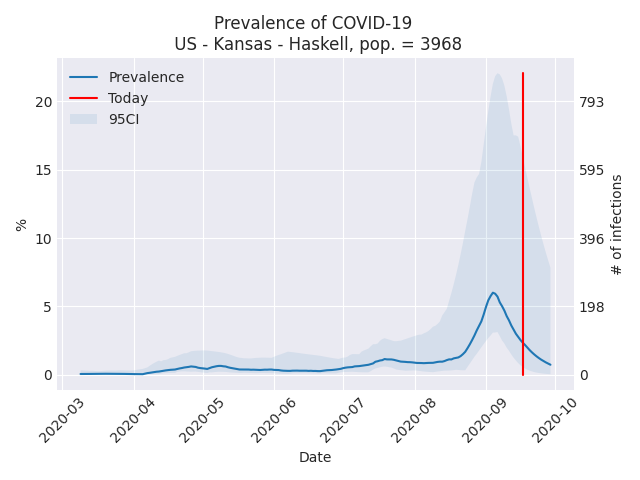 Prevalence of COVID-19
US - Kansas - Haskell, pop. = 3968
Prevalence
Today
95CI
20
15
10
5
0
%
793
595
396
198
0
# of infections
2020-03
2020-04
2020-05
2020-06
2020-07
2020-08
2020-09
2020-10
Date